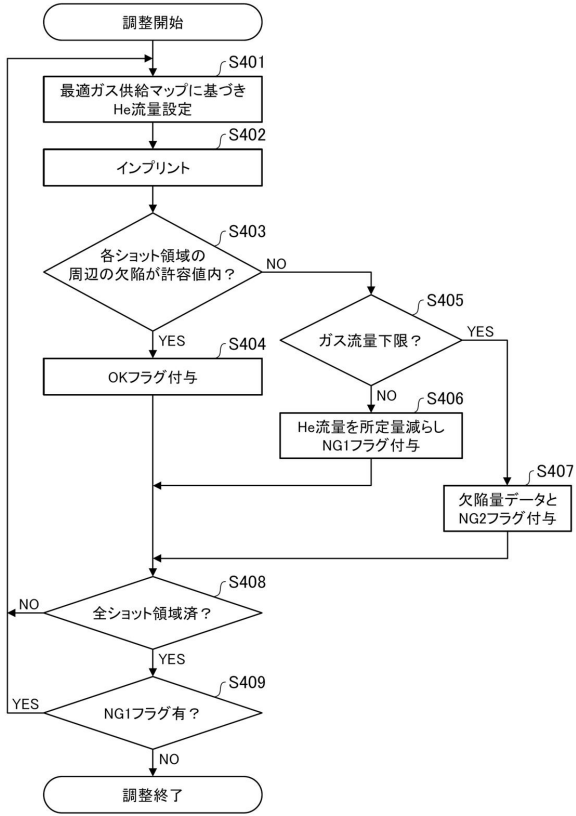 調整開始
S401
最適ガス供給マップに基づき
He流量設定
S402
インプリント
S403
各ショット領域の
周辺の欠陥が許容値内？
NO
YES
S404
OKフラグ付与
S405
ガス流量下限？
YES
NO
S406
He流量を所定量減らし
NG1フラグ付与
S407
欠陥量データと
NG2フラグ付与
S408
全ショット領域済？
NO
YES
S409
NG1フラグ有？
YES
NO
調整終了